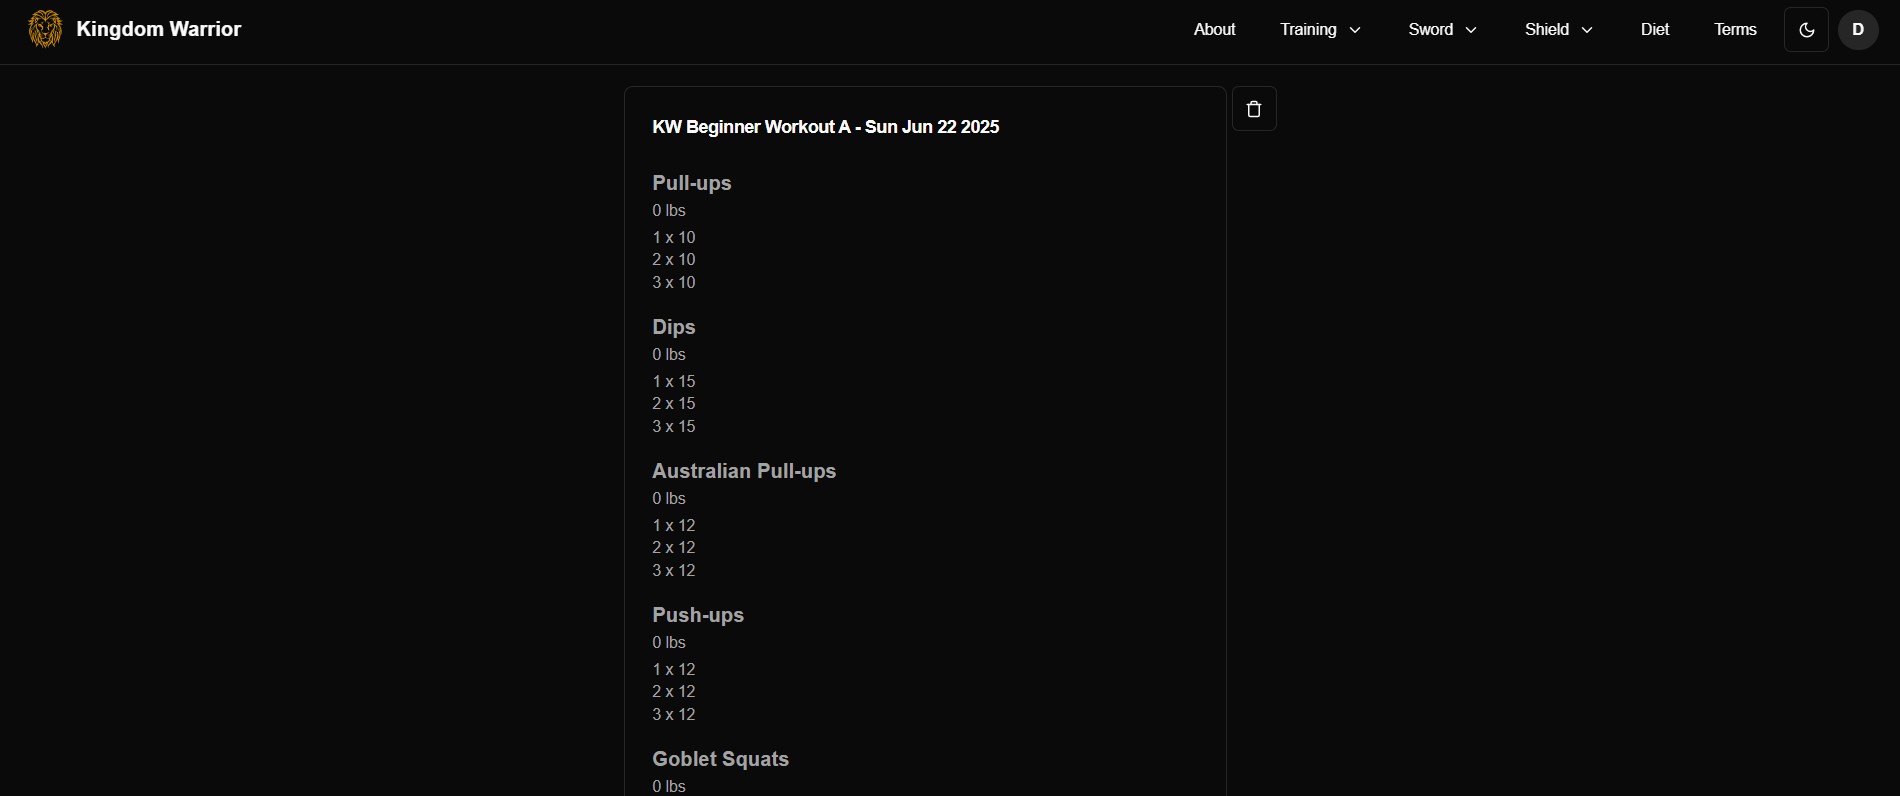 Kingdom Warrior
About Training Sword Shield Diet Terms D
KW Beginner Workout A - Sun Jun 22 2025
Pull-ups
0 lbs
1 x 10
2 x 10
3 x 10
Dips
0 lbs
1 x 15
2 x 15
3 x 15
Australian Pull-ups
0 lbs
1 x 12
2 x 12
3 x 12
Push-ups
0 lbs
1 x 12
2 x 12
3 x 12
Goblet Squats
0 lbs